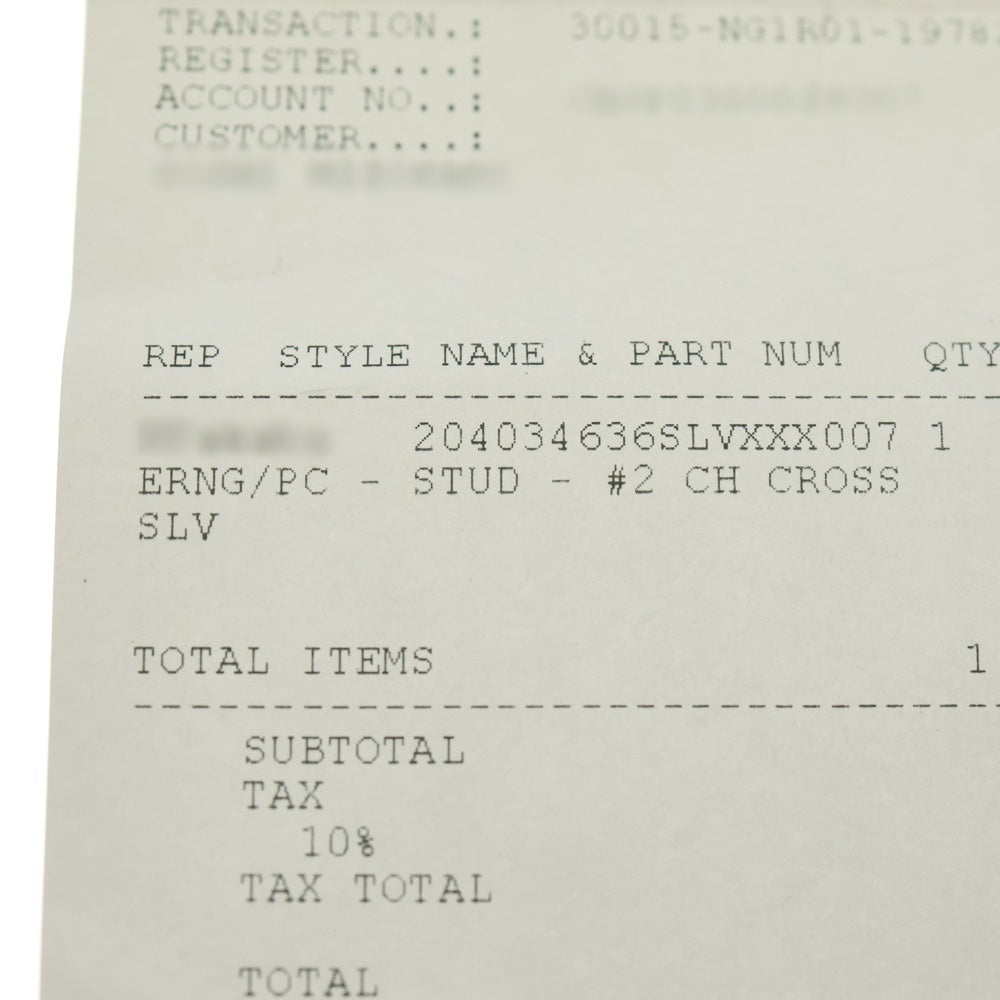 TRANSACTION.: 30015-NG1R01-1978
REGISTER....:
ACCOUNT NO..:
CUSTOMER....:
REP STYLE NAME & PART NUM QTY
204034636SLVXXX007 1
ERNG/PC - STUD - #2 CH CROSS
SLV
TOTAL ITEMS 1
SUBTOTAL
TAX
10%
TAX TOTAL
TOTAL